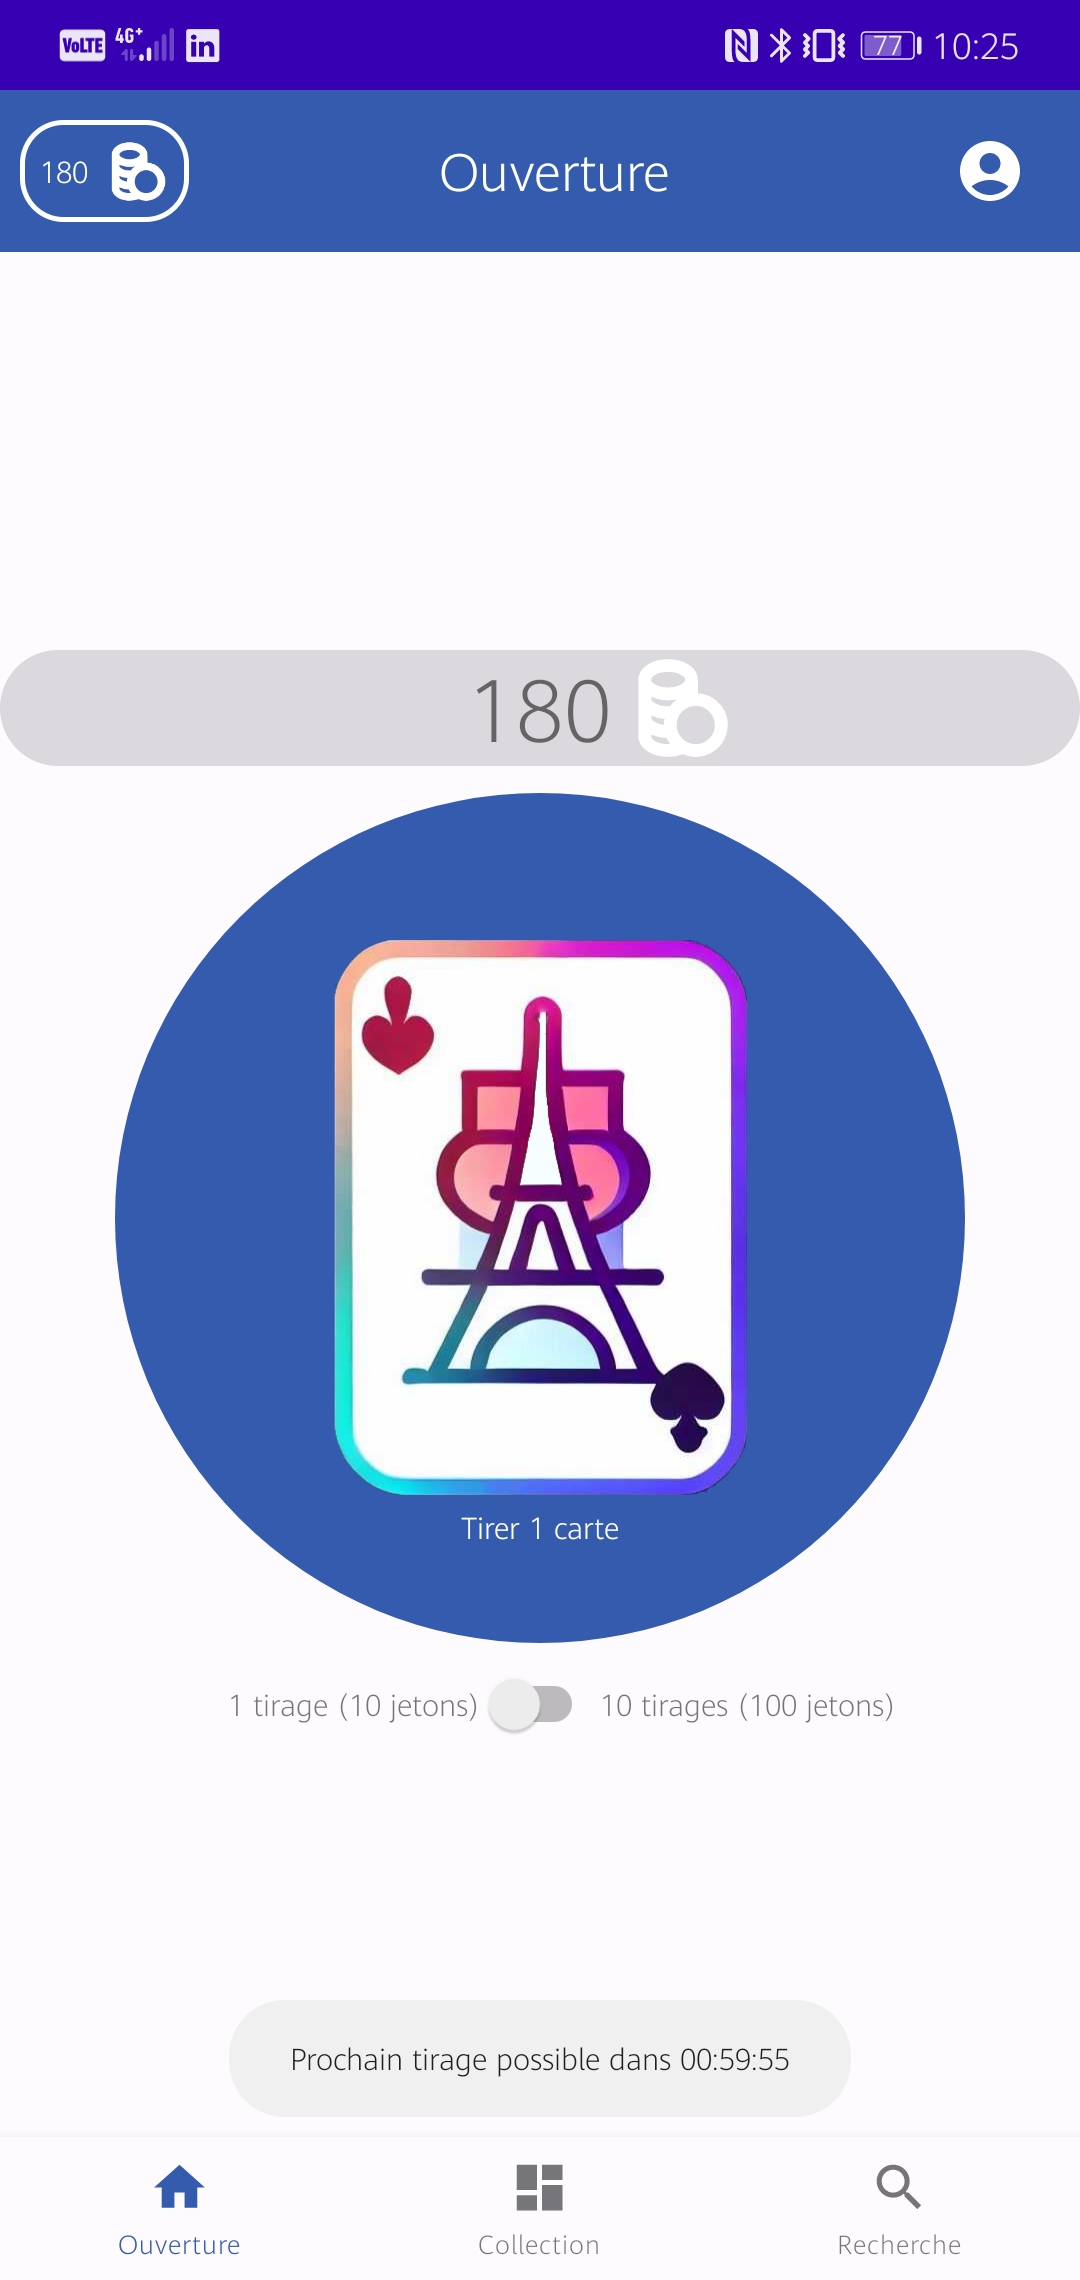 VoLTE 4G+ in 77 10:25
180 Ouverture
180
Tirer 1 carte
1 tirage (10 jetons) 10 tirages (100 jetons)
Prochain tirage possible dans 00:59:55
Ouverture Collection Recherche